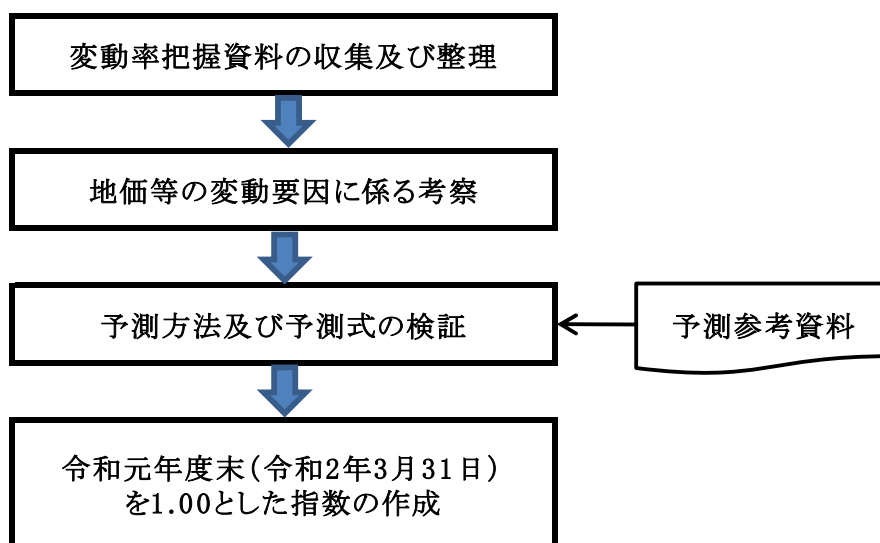 変動率把握資料の収集及び整理
地価等の変動要因に係る考察
予測方法及び予測式の検証
予測参考資料
令和元年度末(令和2年3月31日)
を1.00とした指数の作成